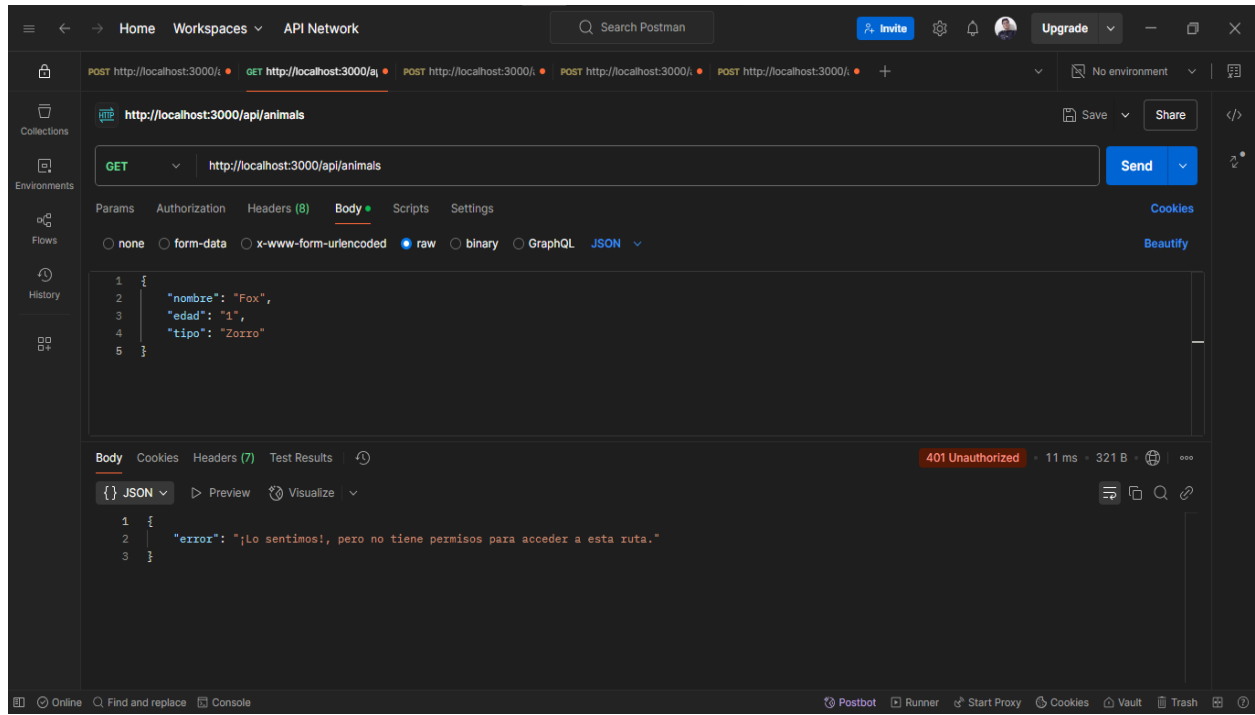 Home Workspaces API Network Search Postman Invite Upgrade
POST http://localhost:3000/a GET http://localhost:3000/ap POST http://localhost:3000/a POST http://localhost:3000/a POST http://localhost:3000/a No environment
HTTP http://localhost:3000/api/animals Save Share
Collections
GET http://localhost:3000/api/animals Send
Environments
Params Authorization Headers (8) Body Scripts Settings Cookies
Flows
none form-data x-www-form-urlencoded raw binary GraphQL JSON Beautify
History
1 {
2 "nombre": "Fox",
3 "edad": "1",
4 "tipo": "Zorro"
5 }
Body Cookies Headers (7) Test Results 401 Unauthorized 11 ms 321 B
{} JSON Preview Visualize
1 {
2 "error": "¡Lo sentimos!, pero no tiene permisos para acceder a esta ruta."
3 }
Online Find and replace Console Postbot Runner Start Proxy Cookies Vault Trash